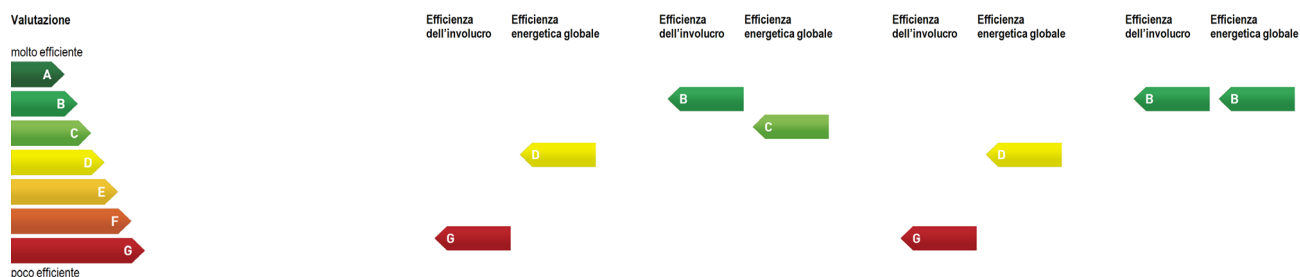 Valutazione
molto efficiente
A
B
C
D
E
F
G
poco efficiente
Efficienza
dell'involucro
G
Efficienza
energetica globale
D
Efficienza
dell'involucro
B
Efficienza
energetica globale
C
Efficienza
dell'involucro
G
Efficienza
energetica globale
D
Efficienza
dell'involucro
B
Efficienza
energetica globale
B